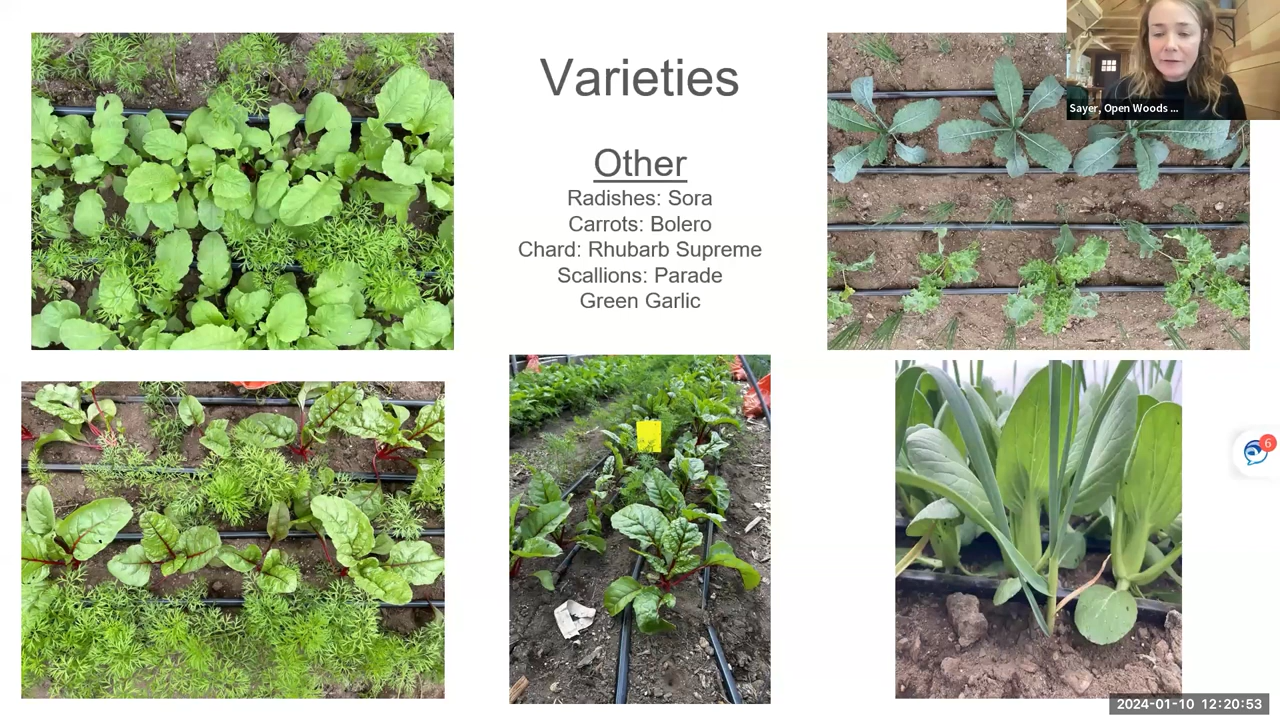 Varieties
Other
Radishes: Sora
Carrots: Bolero
Chard: Rhubarb Supreme
Scallions: Parade
Green Garlic
Sayer, Open Woods ...
6
2024-01-10 12:20:53